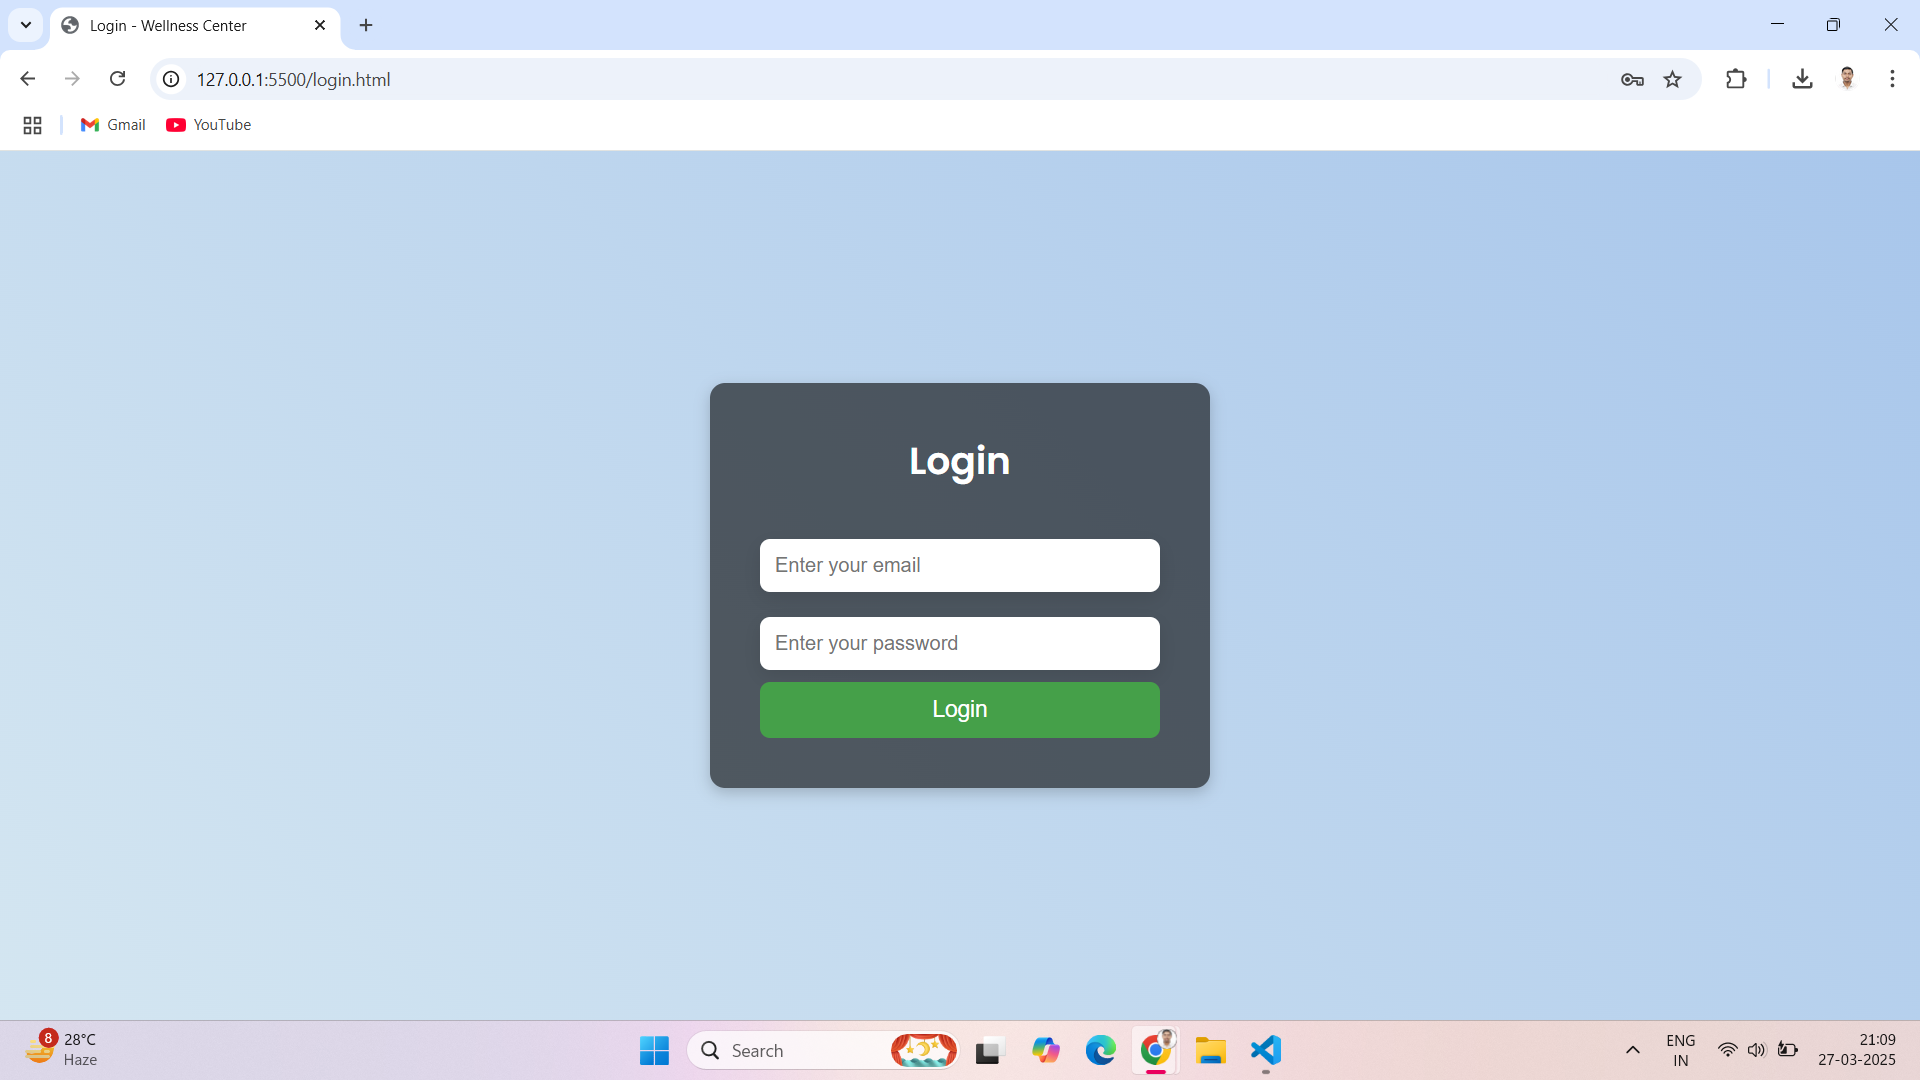 Login - Wellness Center
127.0.0.1:5500/login.html
Gmail
YouTube
Login
Enter your email
Enter your password
Login
8
28°C
Haze
Search
ENG
IN
21:09
27-03-2025